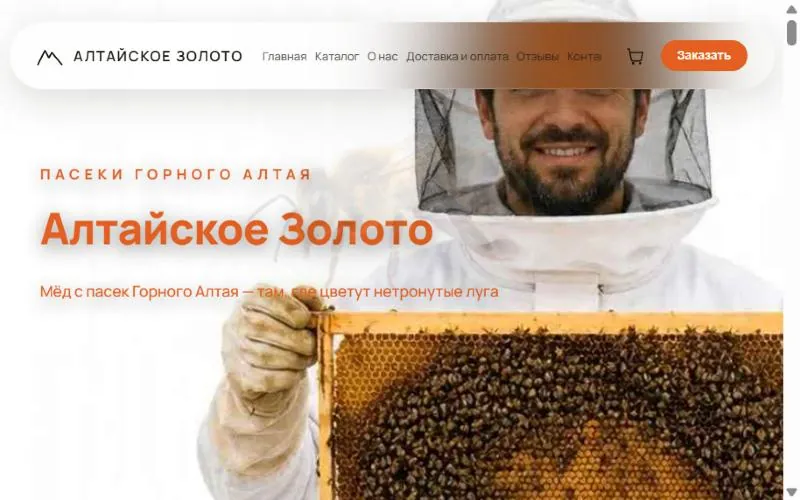 АЛТАЙСКОЕ ЗОЛОТО Главная Каталог О нас Доставка и оплата Отзывы Заказать
ПАСЕКИ ГОРНОГО АЛТАЯ
Алтайское Золото
Мёд с пасек Горного Алтая — там, где цветут нетронутые луга